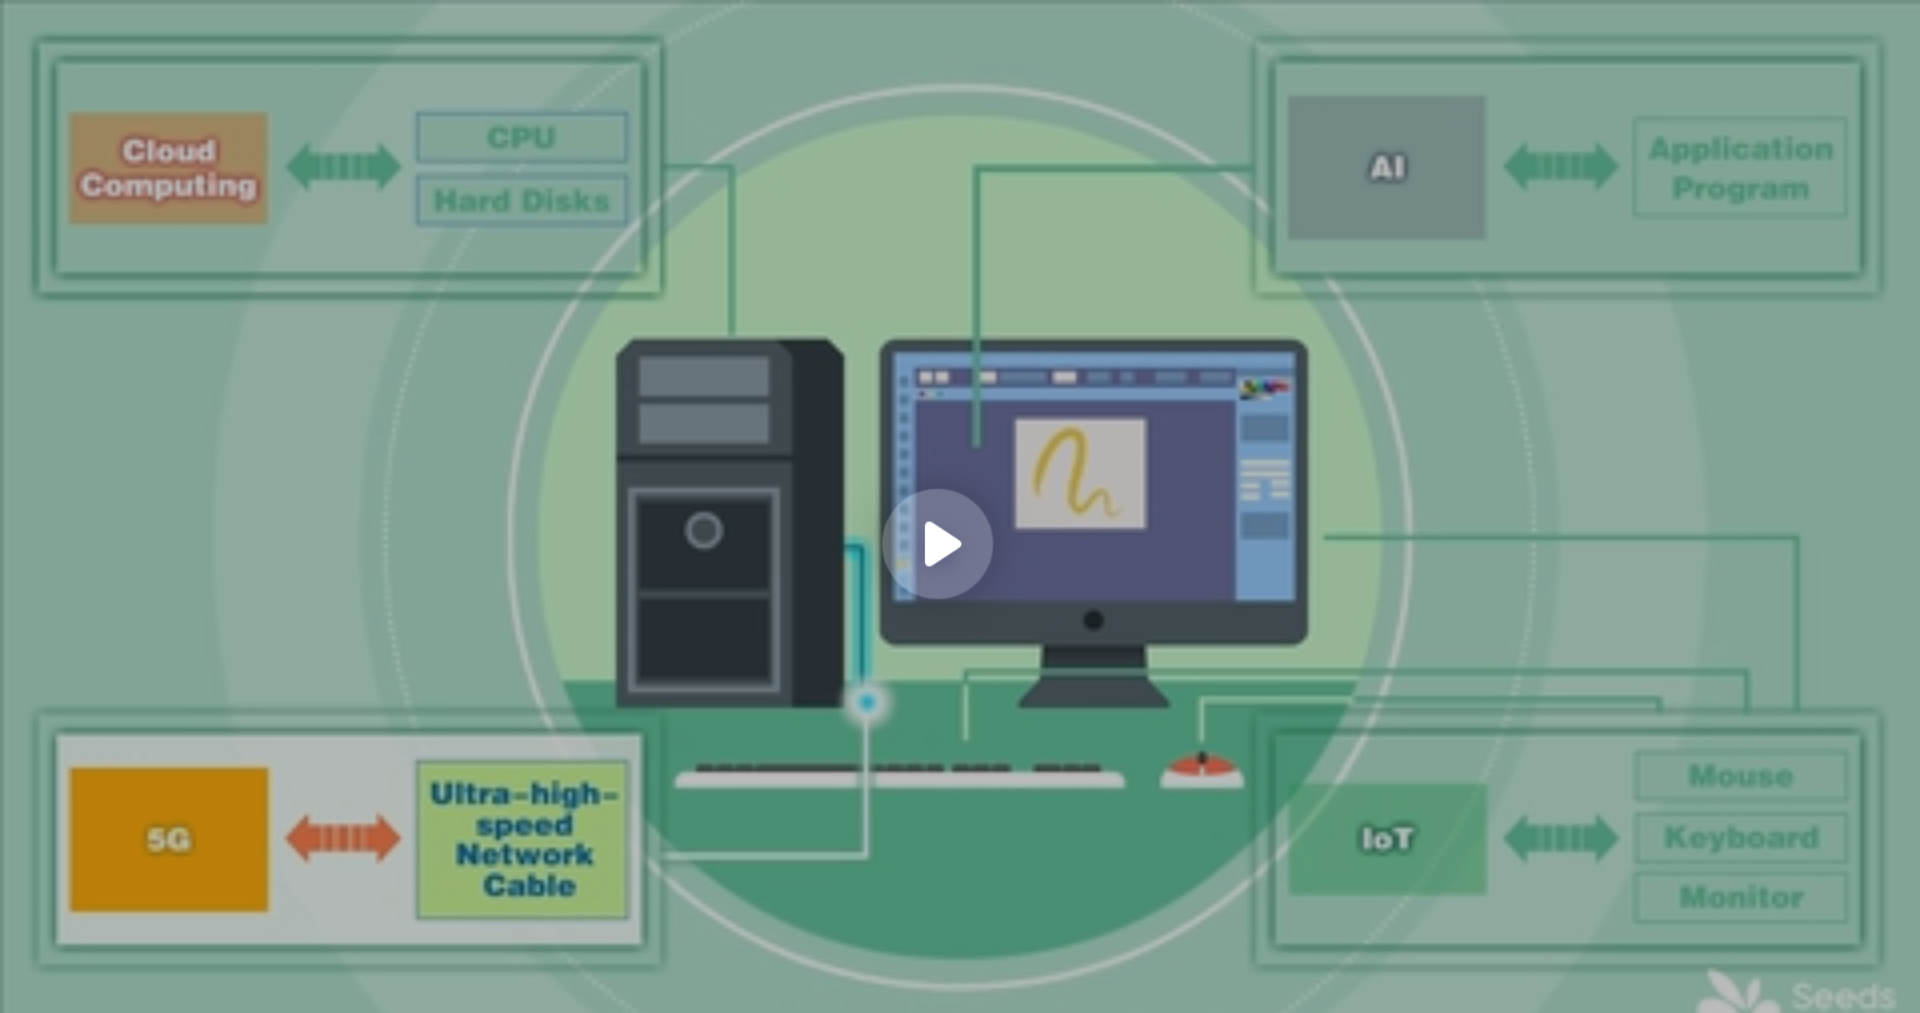 Cloud
Computing
CPU
Hard Disks
AI
Application
Program
5G
Ultra-high-
speed
Network
Cable
IoT
Mouse
Keyboard
Monitor
Seeds